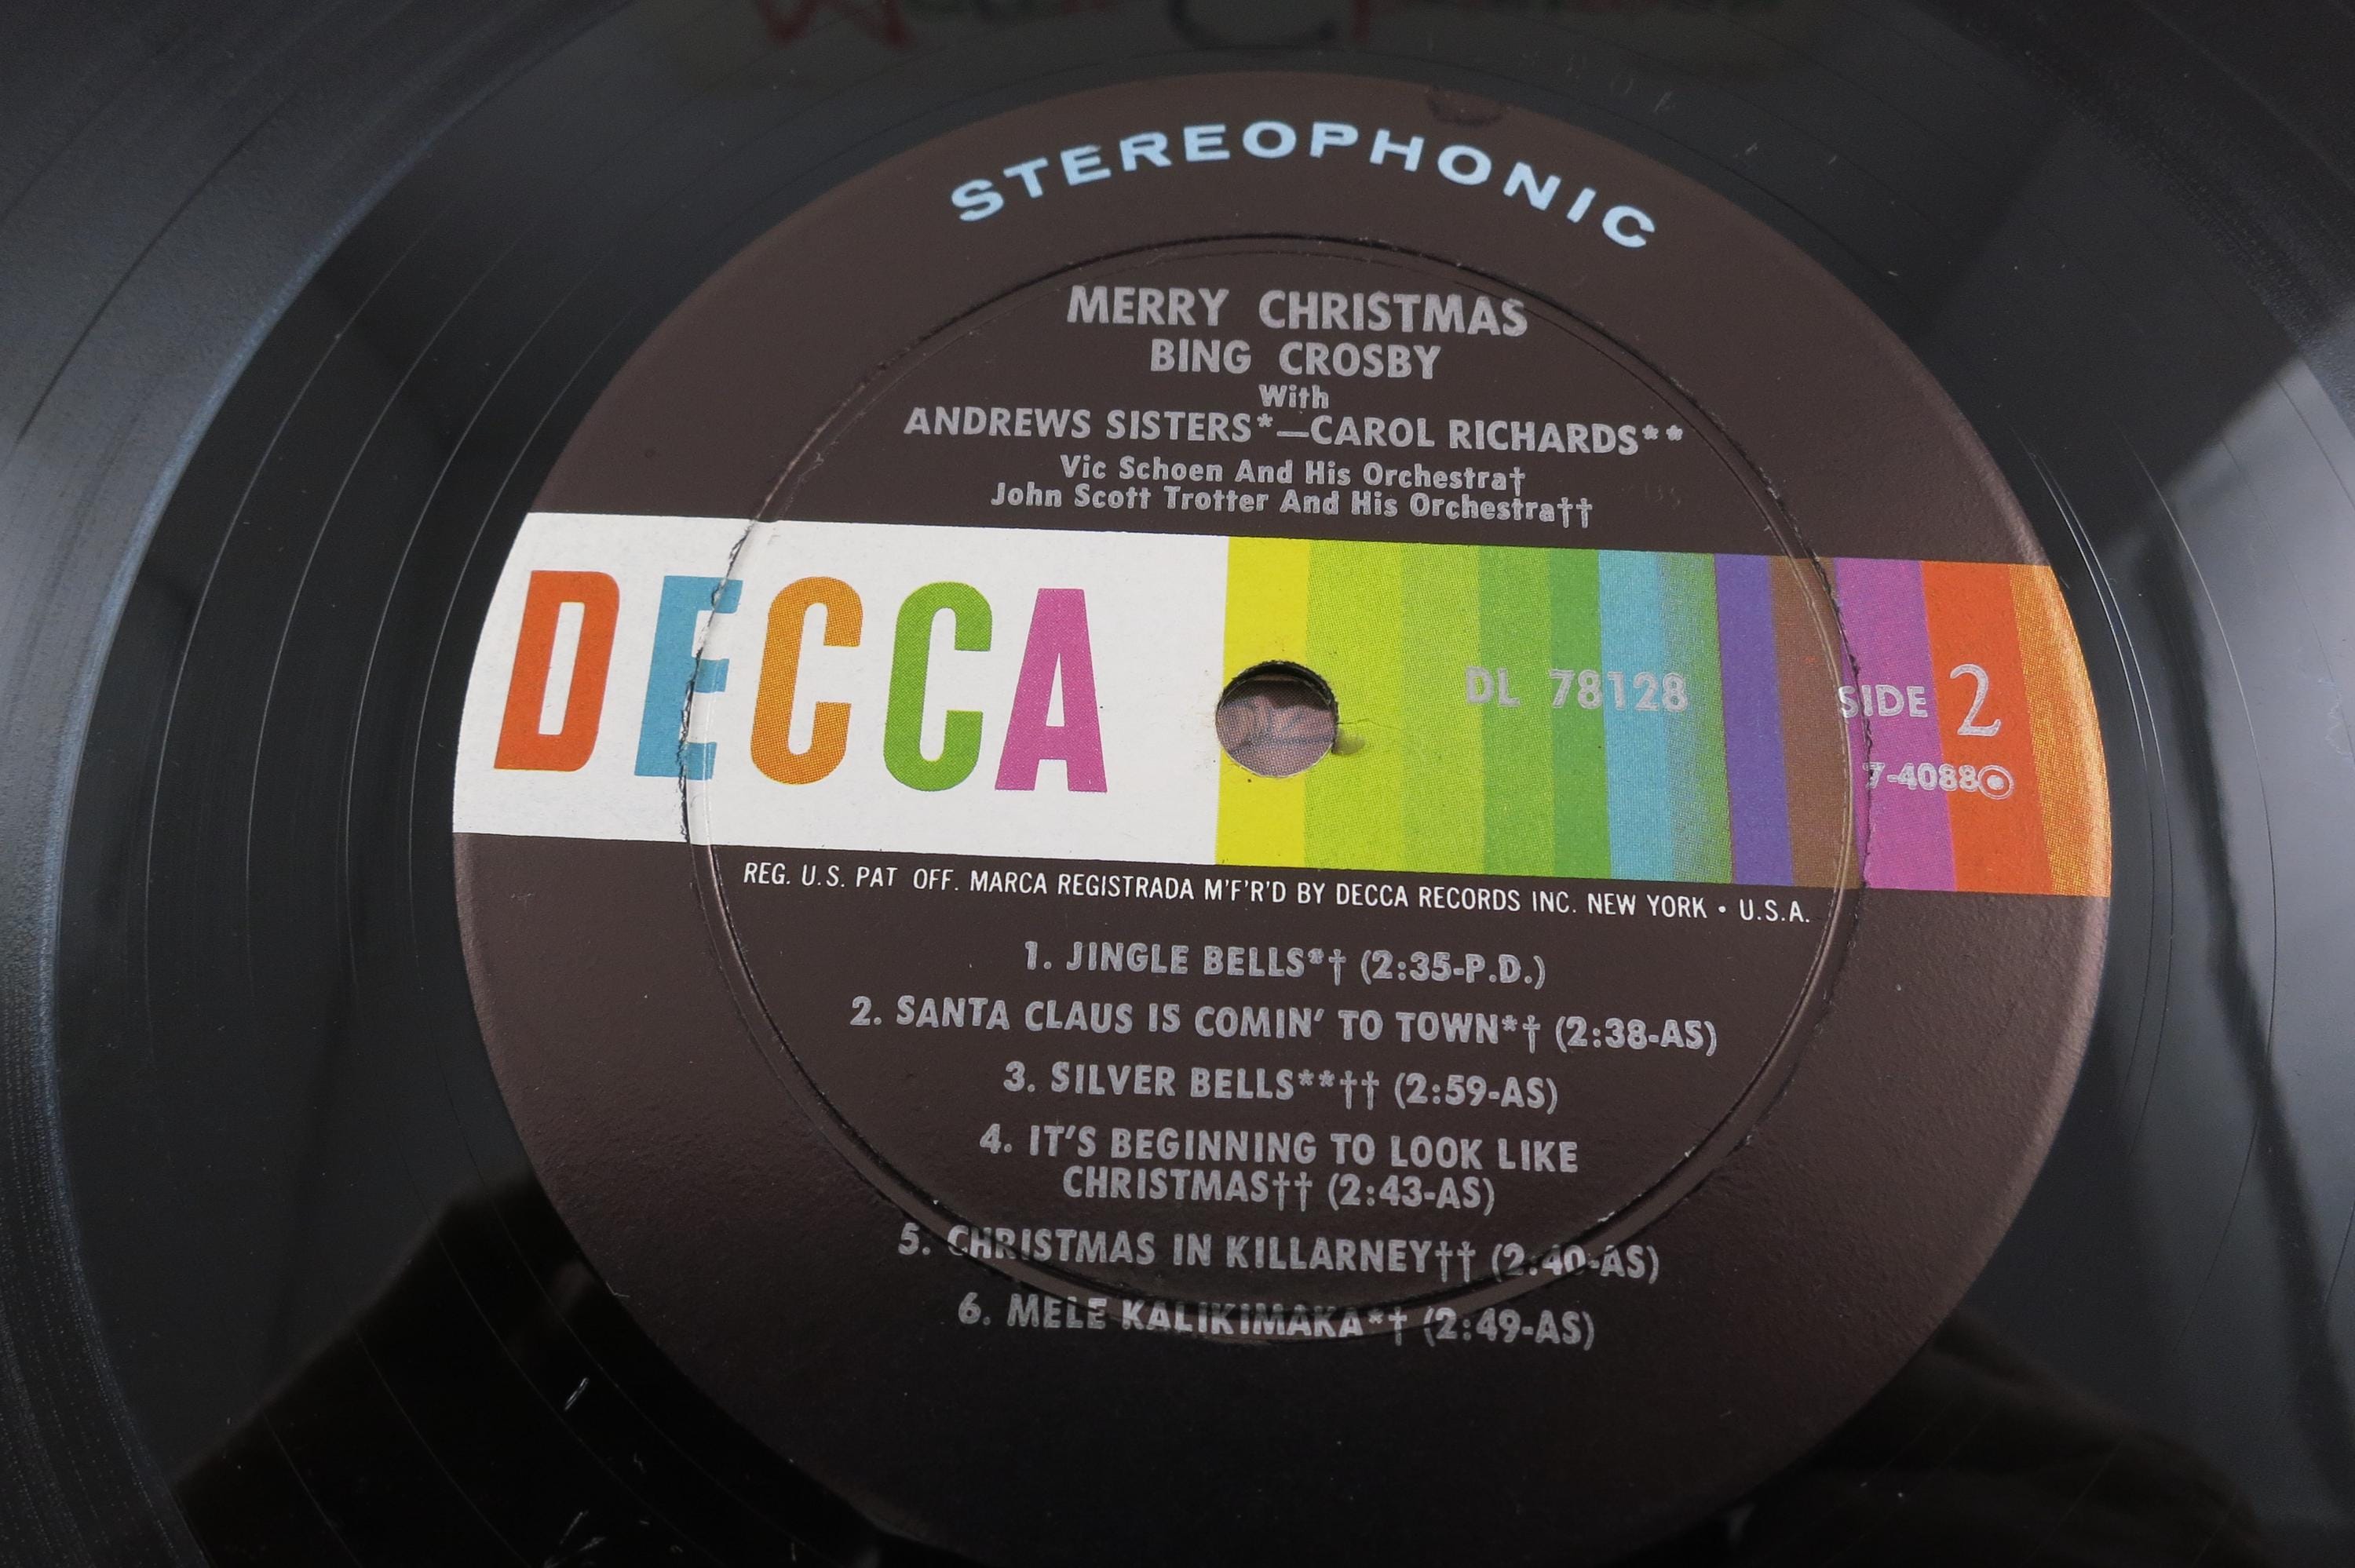 STEREOPHONIC
MERRY CHRISTMAS
BING CROSBY
With
ANDREWS SISTERS*—CAROL RICHARDS**
Vic Schoen And His Orchestra†
John Scott Trotter And His Orchestra††
DECCA
DL 78128
SIDE 2
7-4088
REG. U.S. PAT OFF. MARCA REGISTRADA M'F'R'D BY DECCA RECORDS INC. NEW YORK • U.S.A.
1. JINGLE BELLS*† (2:35-P.D.)
2. SANTA CLAUS IS COMIN' TO TOWN*† (2:38-AS)
3. SILVER BELLS**†† (2:59-AS)
4. IT'S BEGINNING TO LOOK LIKE
CHRISTMAS†† (2:43-AS)
5. CHRISTMAS IN KILLARNEY†† (2:40-AS)
6. MELE KALIKIMAKA*† (2:49-AS)